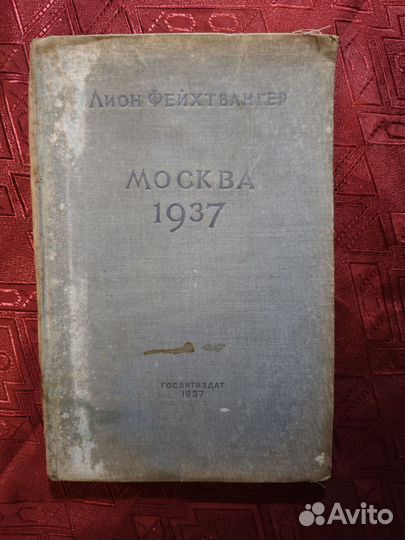 Лион Фейхтвангер
Москва
1937
ГОСЛИТИЗДАТ
1937
Avito